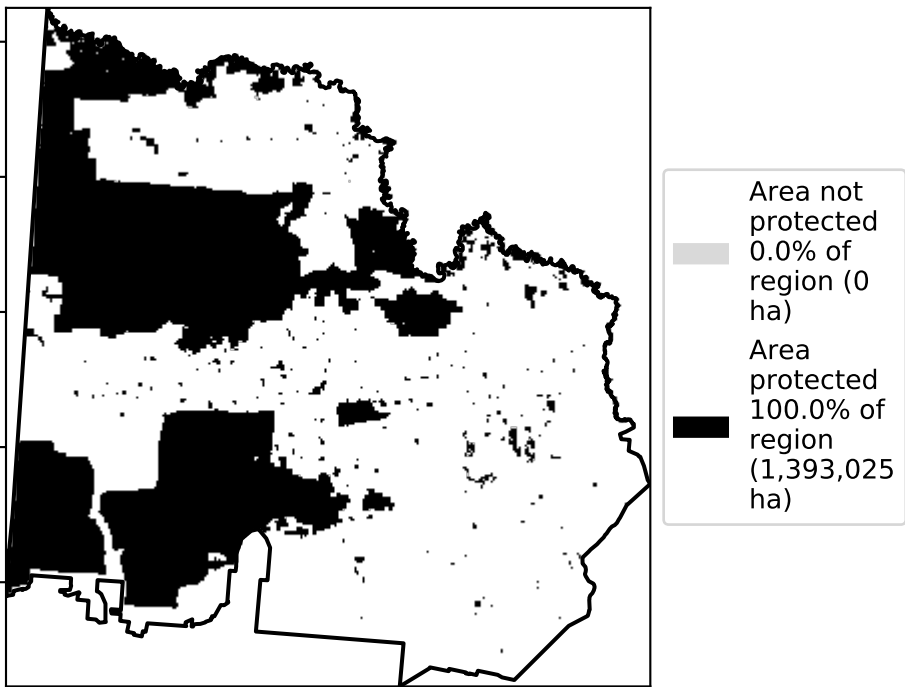 Area not
protected
0.0% of
region (0
ha)
Area
protected
100.0% of
region
(1,393,025
ha)